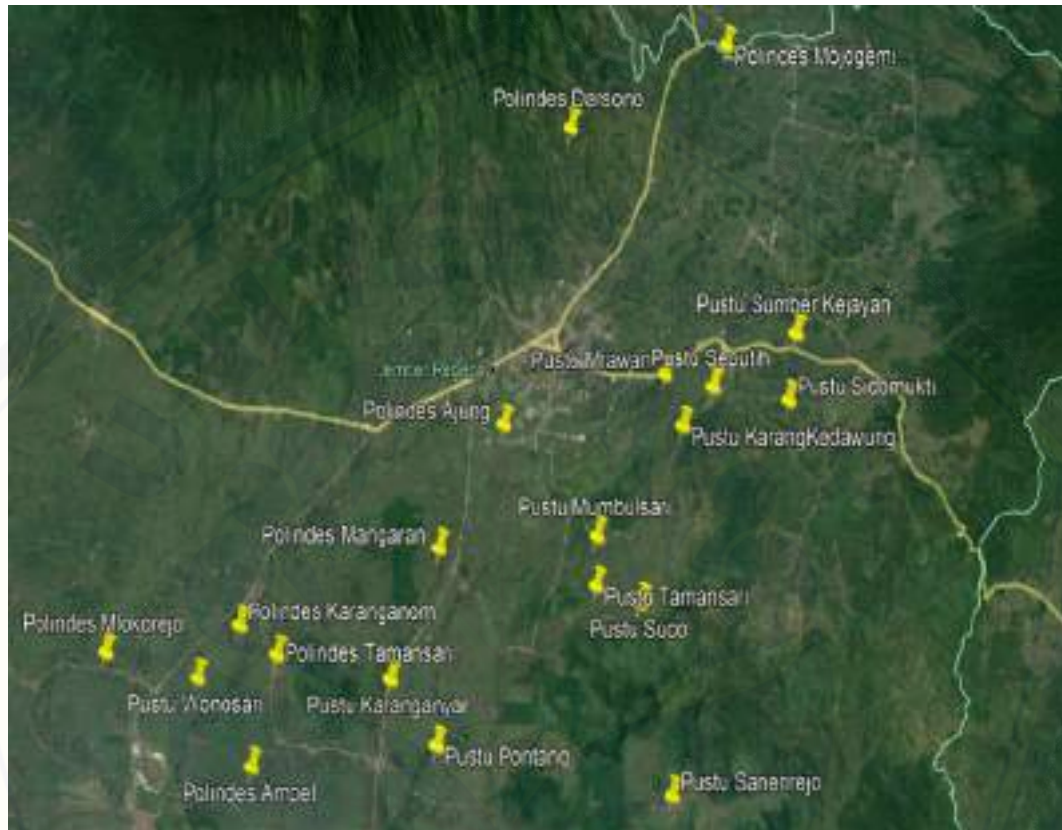 Polindes Mojogemi
Polindes Darsono
Pustu Sumber Kejayan
Jember Regency
Pustu Mrawan
Pustu Seputih
Pustu Sidomukti
Polindes Ajung
Pustu KarangKedawung
Pustu Mumbulsari
Polindes Mangaran
Pustu Tamansari
Polindes Karanganom
Pustu Suco
Polindes Mlokorejo
Polindes Tamansari
Pustu Wonosari
Pustu Karanganyar
Pustu Pontang
Pustu Sanenrejo
Polindes Ampel